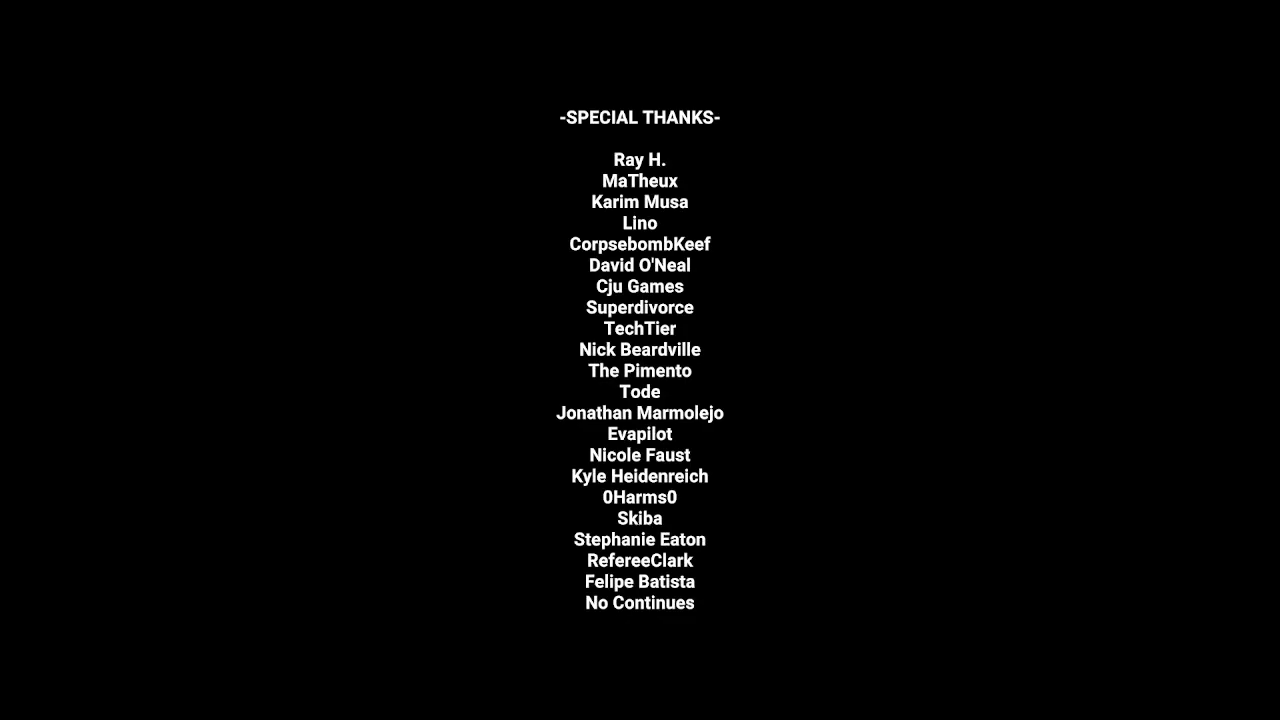 -SPECIAL THANKS-
Ray H.
MaTheux
Karim Musa
Lino
CorpsebombKeef
David O'Neal
Cju Games
Superdivorce
TechTier
Nick Beardville
The Pimento
Tode
Jonathan Marmolejo
Evapilot
Nicole Faust
Kyle Heidenreich
0Harms0
Skiba
Stephanie Eaton
RefereeClark
Felipe Batista
No Continues